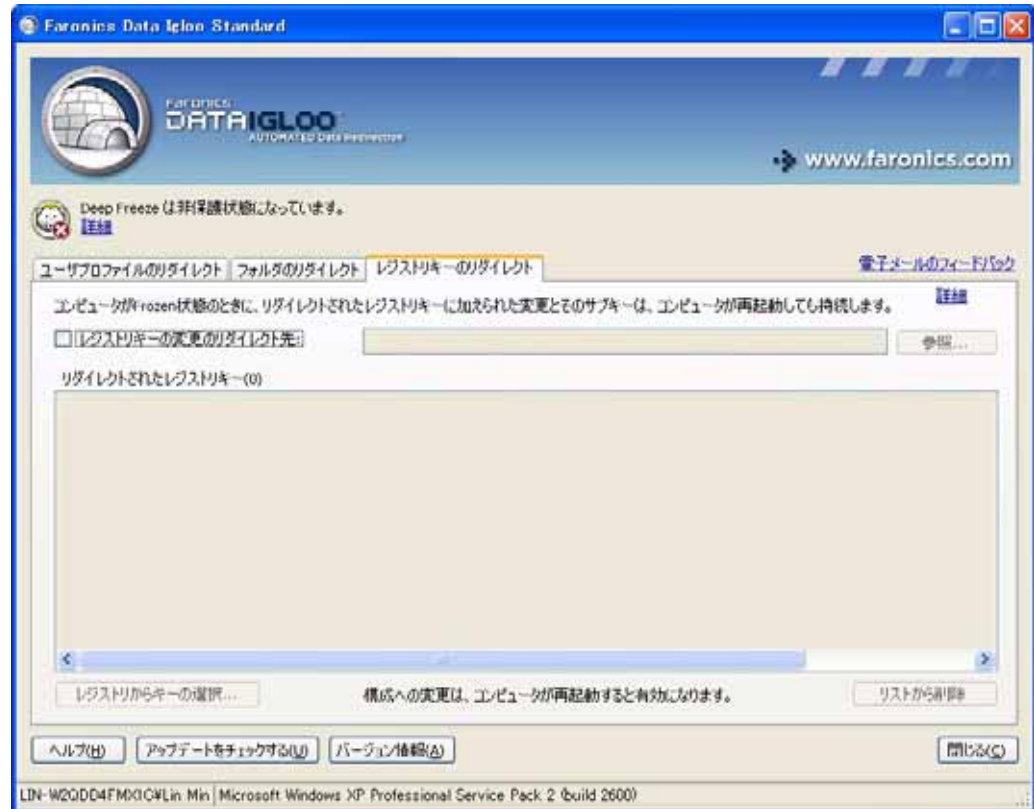 Faronics Data Igloo Standard
FARONICS
DATAIGLOO
AUTOMATED Data Redirection
www.faronics.com
Deep Freeze は非保護状態になっています。
詳細
ユーザプロファイルのリダイレクト フォルダのリダイレクト レジストリキーのリダイレクト 電子メールのフィードバック
コンピュータがFrozen状態のときに、リダイレクトされたレジストリキーに加えられた変更とそのサブキーは、コンピュータが再起動しても持続します。 詳細
レジストリキーの変更のリダイレクト先: 参照...
リダイレクトされたレジストリキー(0)
レジストリからキーの選択... 構成への変更は、コンピュータが再起動すると有効になります。 リストから削除
ヘルプ(H) アップデートをチェックする(U) バージョン情報(A) 閉じる(C)
Microsoft Windows XP Professional Service Pack 2 (build 2600)